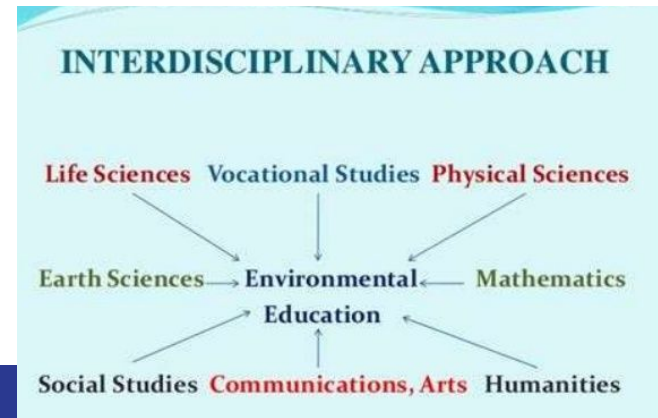 INTERDISCIPLINARY APPROACH
Life Sciences Vocational Studies Physical Sciences
Earth Sciences Environmental Mathematics
Education
Social Studies Communications, Arts Humanities